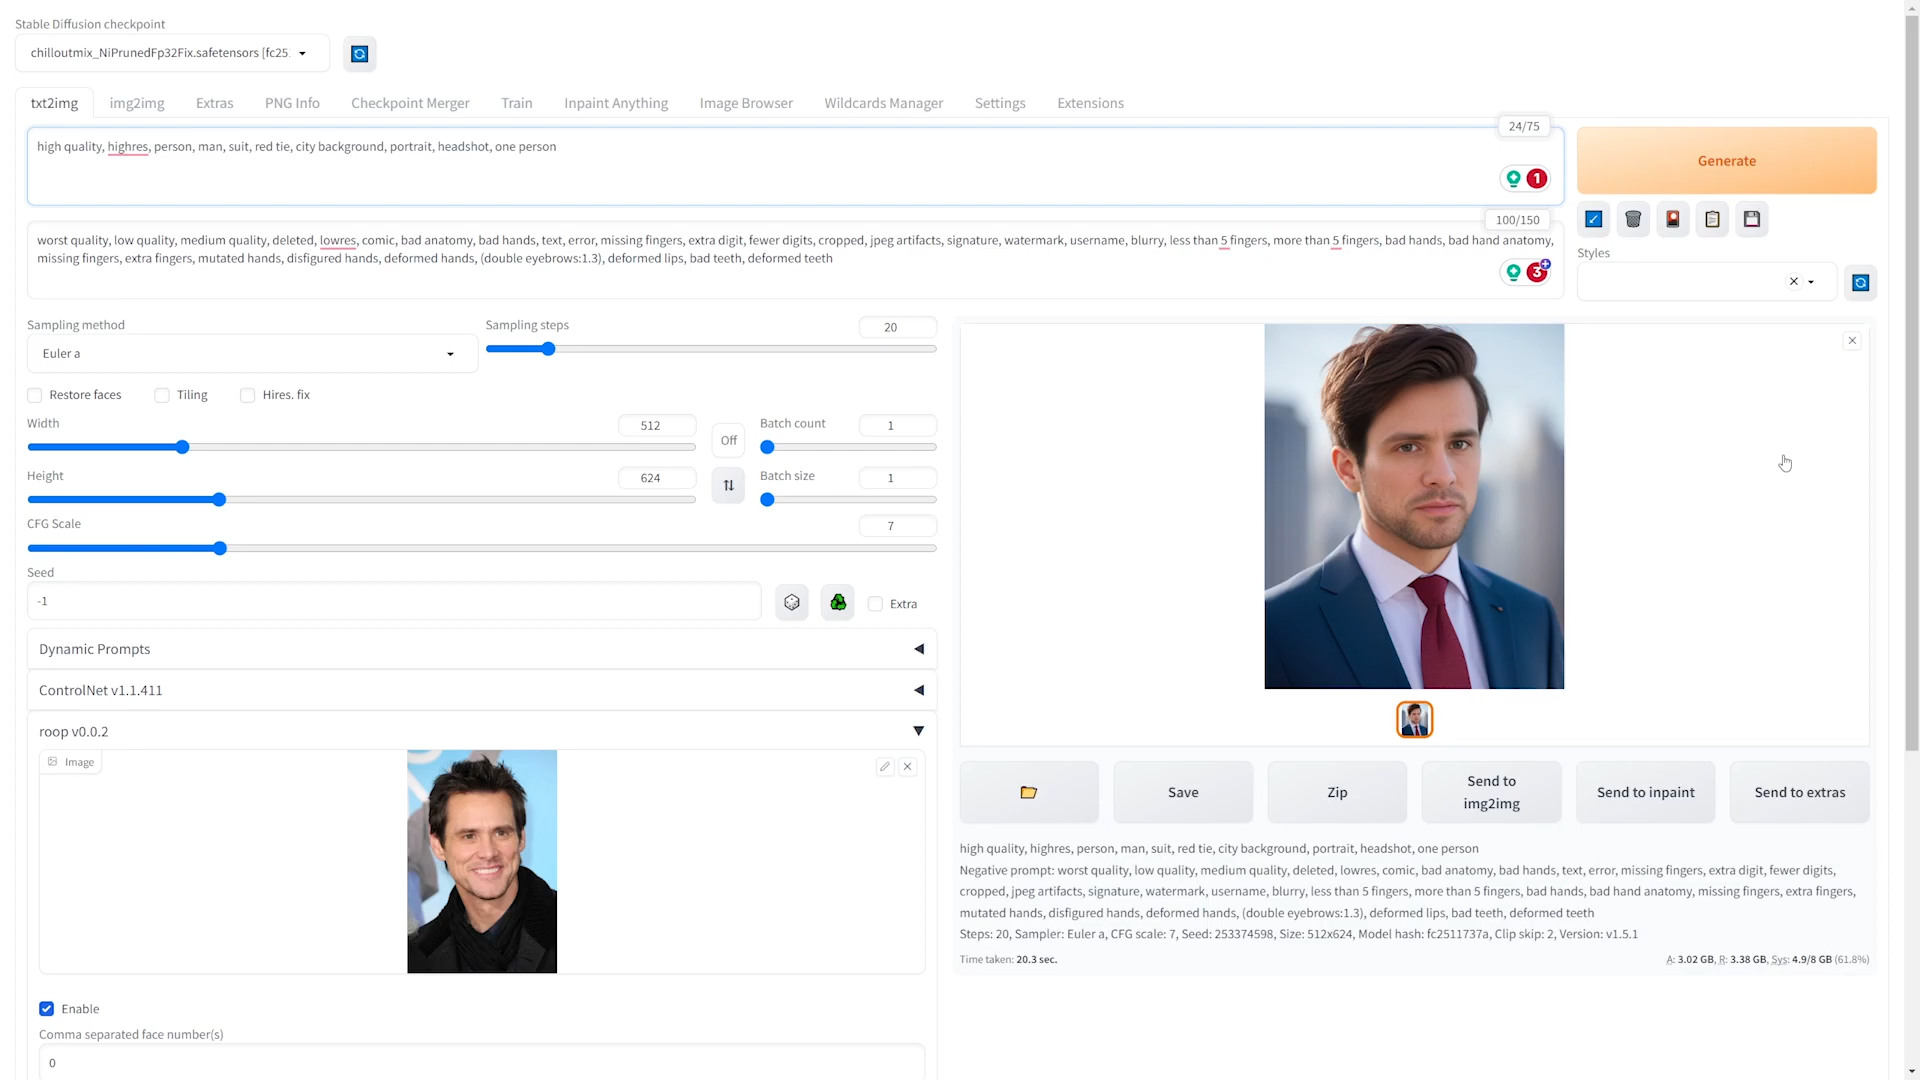 Stable Diffusion checkpoint
chilloutmix_NiPrunedFp32Fix.safetensors [fc25
txt2img
img2img
Extras
PNG Info
Checkpoint Merger
Train
Inpaint Anything
Image Browser
Wildcards Manager
Settings
Extensions
24/75
high quality, highres, person, man, suit, red tie, city background, portrait, headshot, one person
1
Generate
100/150
worst quality, low quality, medium quality, deleted, lowres, comic, bad anatomy, bad hands, text, error, missing fingers, extra digit, fewer digits, cropped, jpeg artifacts, signature, watermark, username, blurry, less than 5 fingers, more than 5 fingers, bad hands, bad hand anatomy,
missing fingers, extra fingers, mutated hands, disfigured hands, deformed hands, (double eyebrows:1.3), deformed lips, bad teeth, deformed teeth
3
Styles
Sampling method
Euler a
Sampling steps
20
Restore faces
Tiling
Hires. fix
Width
512
Off
Batch count
1
Height
624
Batch size
1
CFG Scale
7
Seed
-1
Extra
Dynamic Prompts
ControlNet v1.1.411
roop v0.0.2
Image
Enable
Comma separated face number(s)
0
Save
Zip
Send to
img2img
Send to inpaint
Send to extras
high quality, highres, person, man, suit, red tie, city background, portrait, headshot, one person
Negative prompt: worst quality, low quality, medium quality, deleted, lowres, comic, bad anatomy, bad hands, text, error, missing fingers, extra digit, fewer digits,
cropped, jpeg artifacts, signature, watermark, username, blurry, less than 5 fingers, more than 5 fingers, bad hands, bad hand anatomy, missing fingers, extra fingers,
mutated hands, disfigured hands, deformed hands, (double eyebrows:1.3), deformed lips, bad teeth, deformed teeth
Steps: 20, Sampler: Euler a, CFG scale: 7, Seed: 253374598, Size: 512x624, Model hash: fc2511737a, Clip skip: 2, Version: v1.5.1
Time taken: 20.3 sec.
A: 3.02 GB, R: 3.38 GB, Sys: 4.9/8 GB (61.8%)